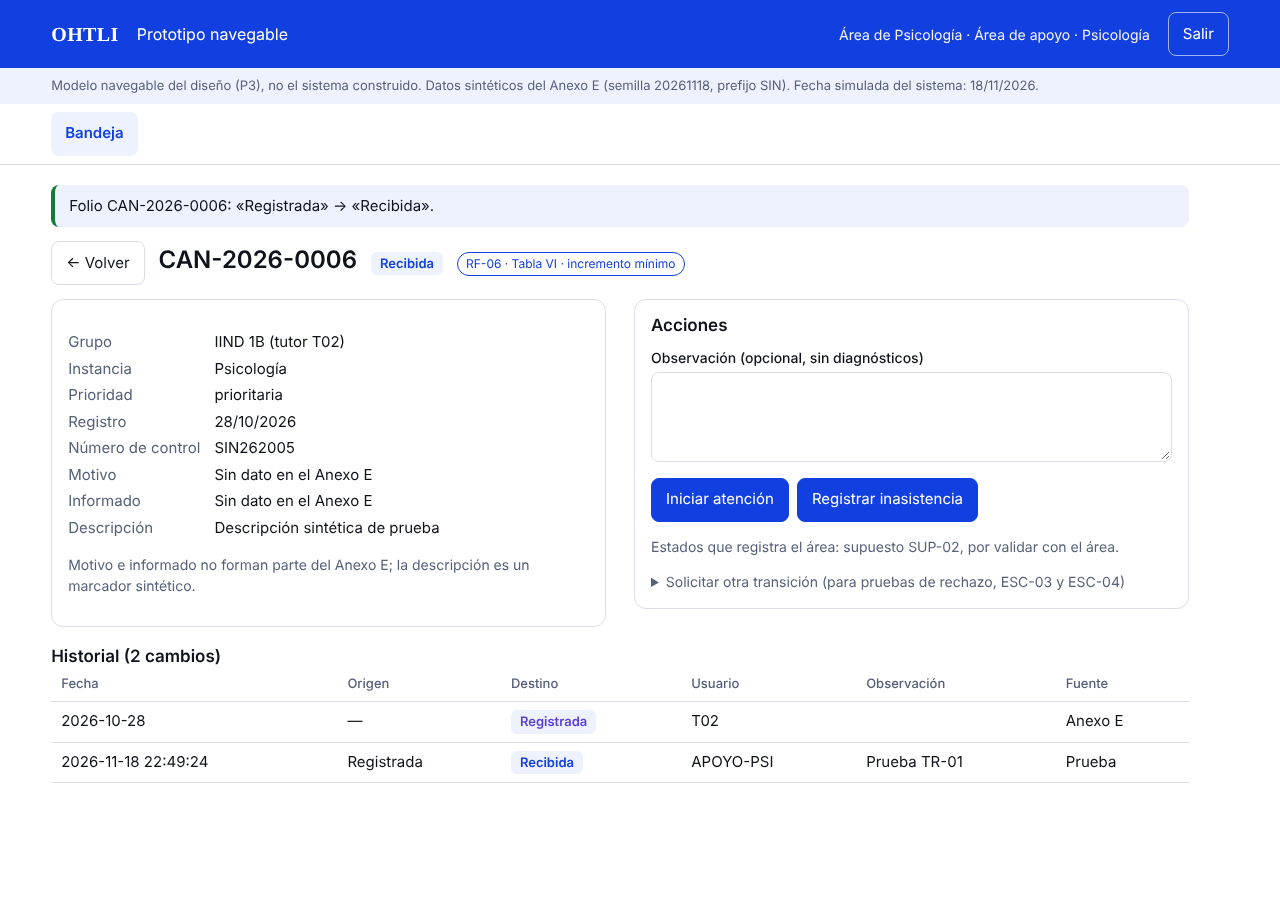 OHTLI Prototipo navegable
Área de Psicología · Área de apoyo · Psicología
Salir
Modelo navegable del diseño (P3), no el sistema construido. Datos sintéticos del Anexo E (semilla 20261118, prefijo SIN). Fecha simulada del sistema: 18/11/2026.
Bandeja
Folio CAN-2026-0006: «Registrada» → «Recibida».
← Volver
CAN-2026-0006
Recibida
RF-06 · Tabla VI · incremento mínimo
Grupo IIND 1B (tutor T02)
Instancia Psicología
Prioridad prioritaria
Registro 28/10/2026
Número de control SIN262005
Motivo Sin dato en el Anexo E
Informado Sin dato en el Anexo E
Descripción Descripción sintética de prueba
Motivo e informado no forman parte del Anexo E; la descripción es un
marcador sintético.
Acciones
Observación (opcional, sin diagnósticos)
Iniciar atención
Registrar inasistencia
Estados que registra el área: supuesto SUP-02, por validar con el área.
▶ Solicitar otra transición (para pruebas de rechazo, ESC-03 y ESC-04)
Historial (2 cambios)
Fecha Origen Destino Usuario Observación Fuente
2026-10-28 — Registrada T02 Anexo E
2026-11-18 22:49:24 Registrada Recibida APOYO-PSI Prueba TR-01 Prueba